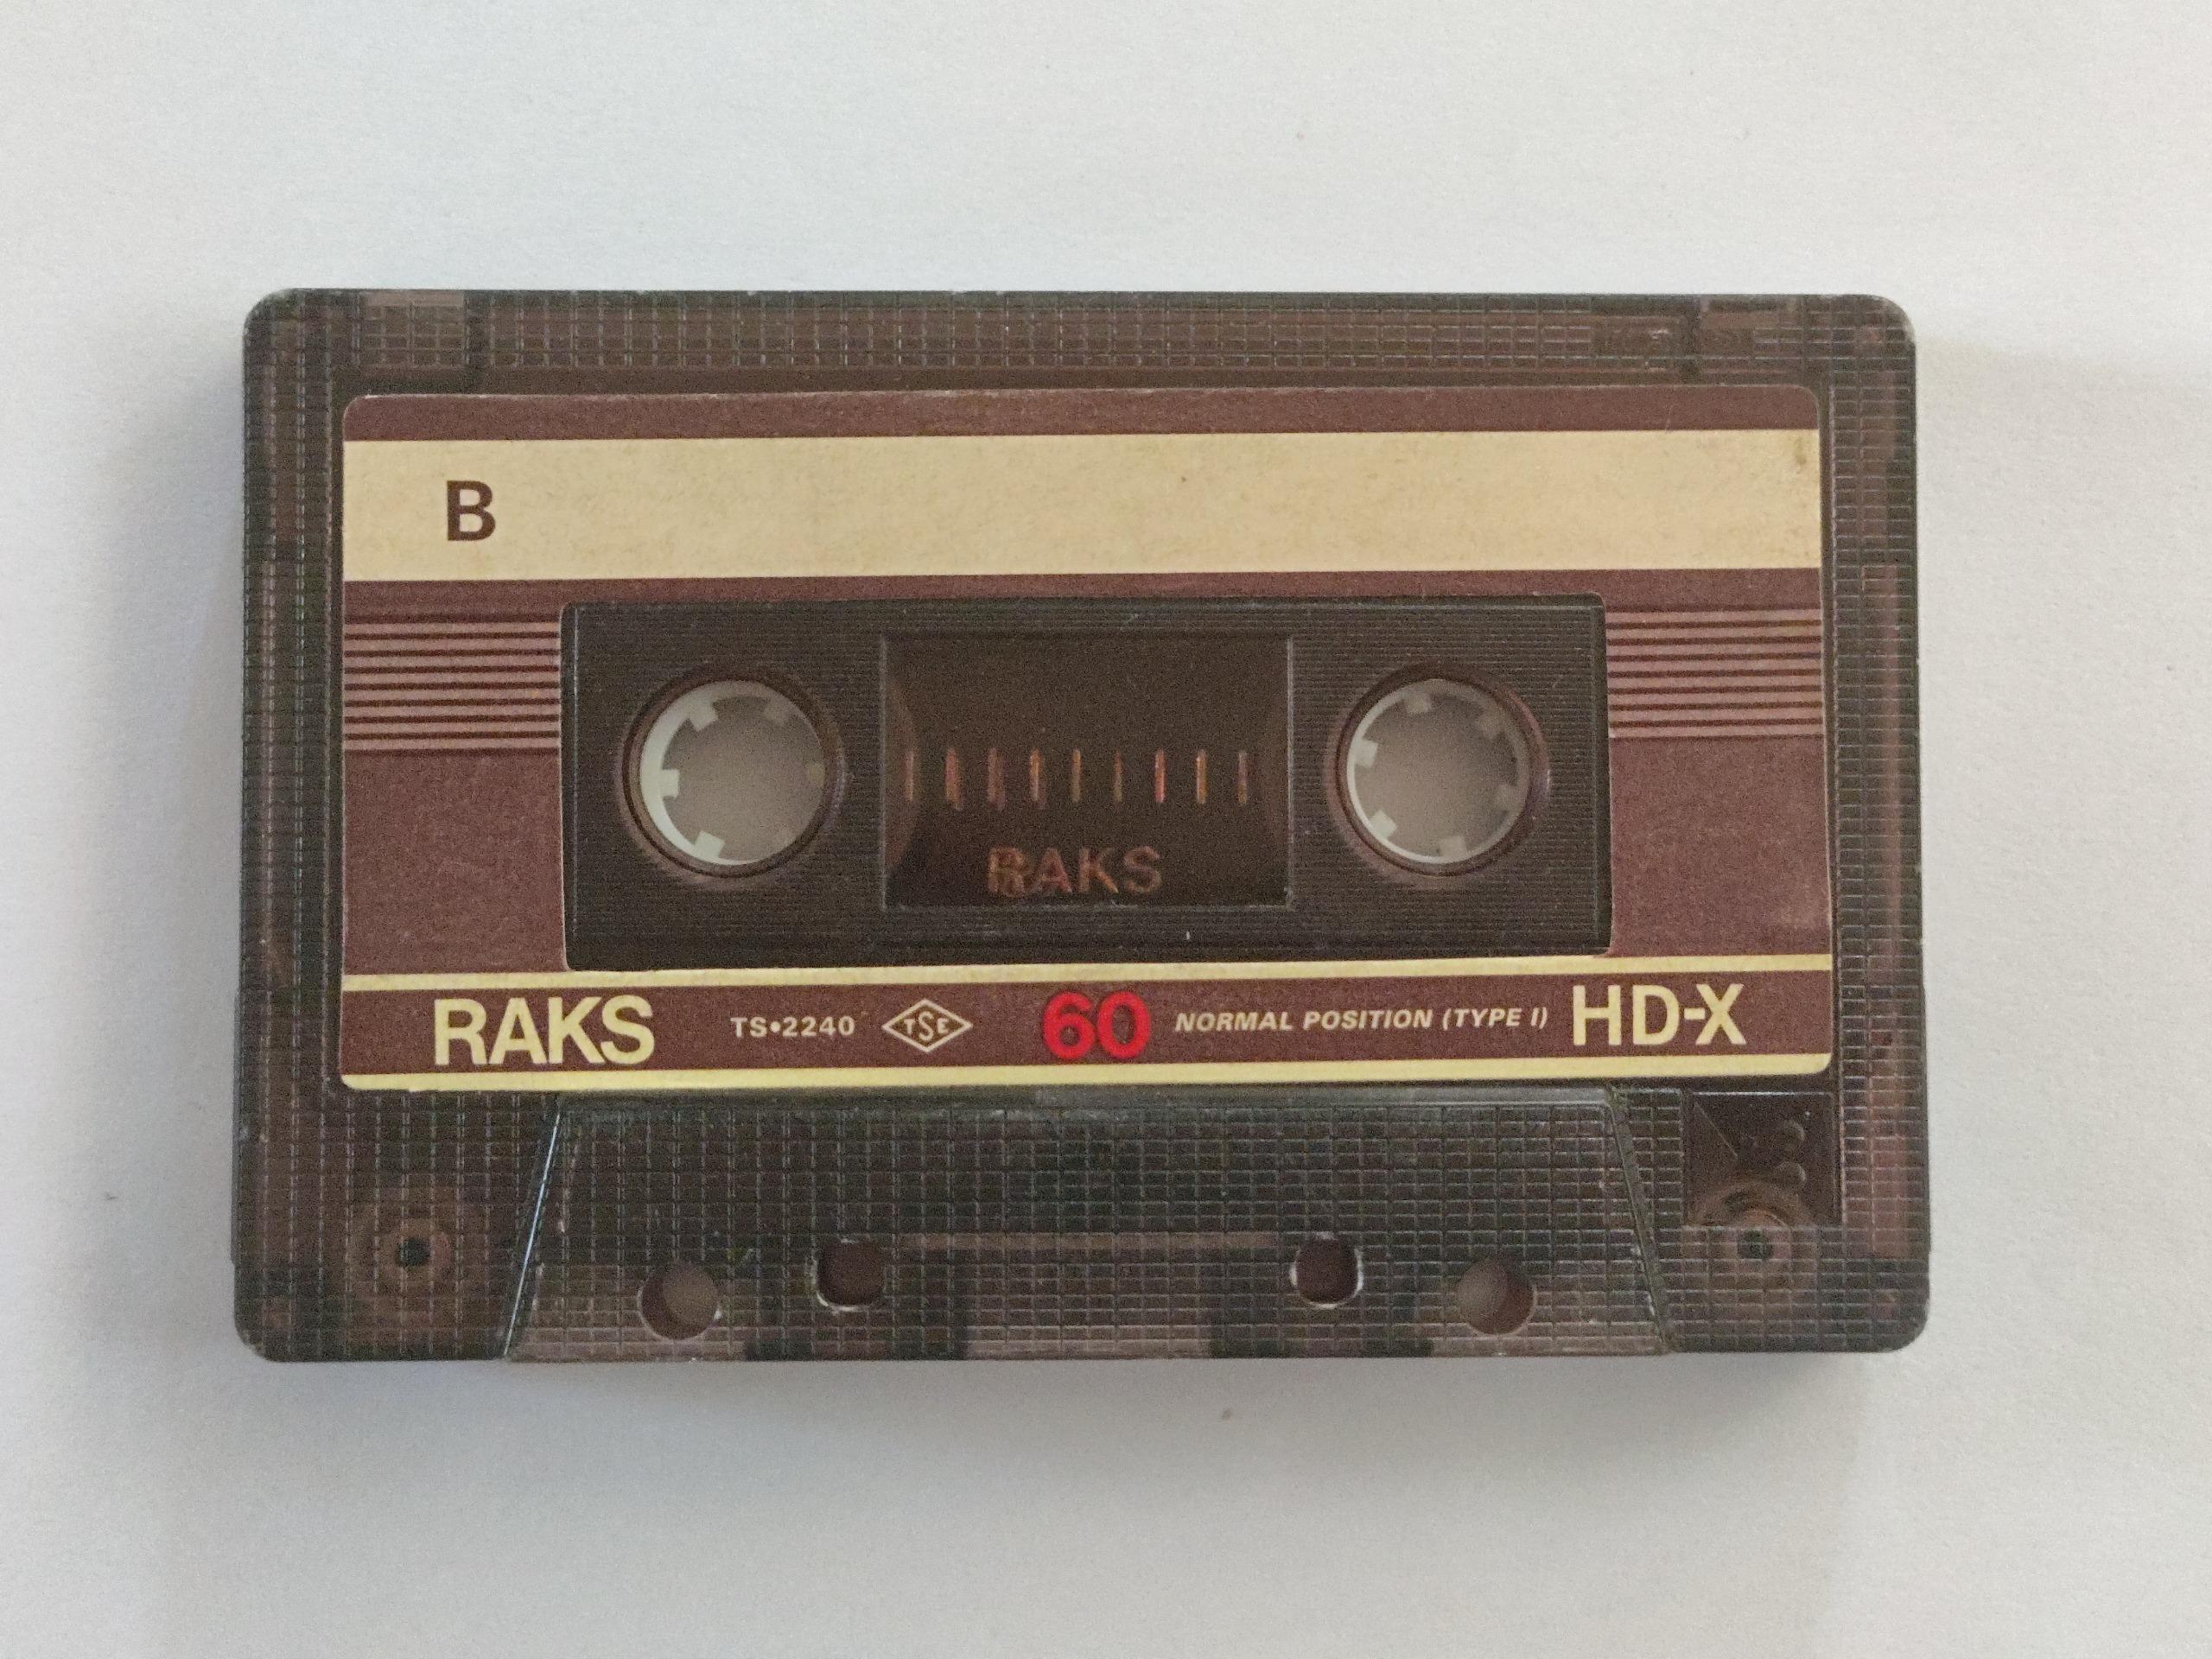 B
RAKS
RAKS TS•2240 TSE 60 NORMAL POSITION (TYPE I) HD-X